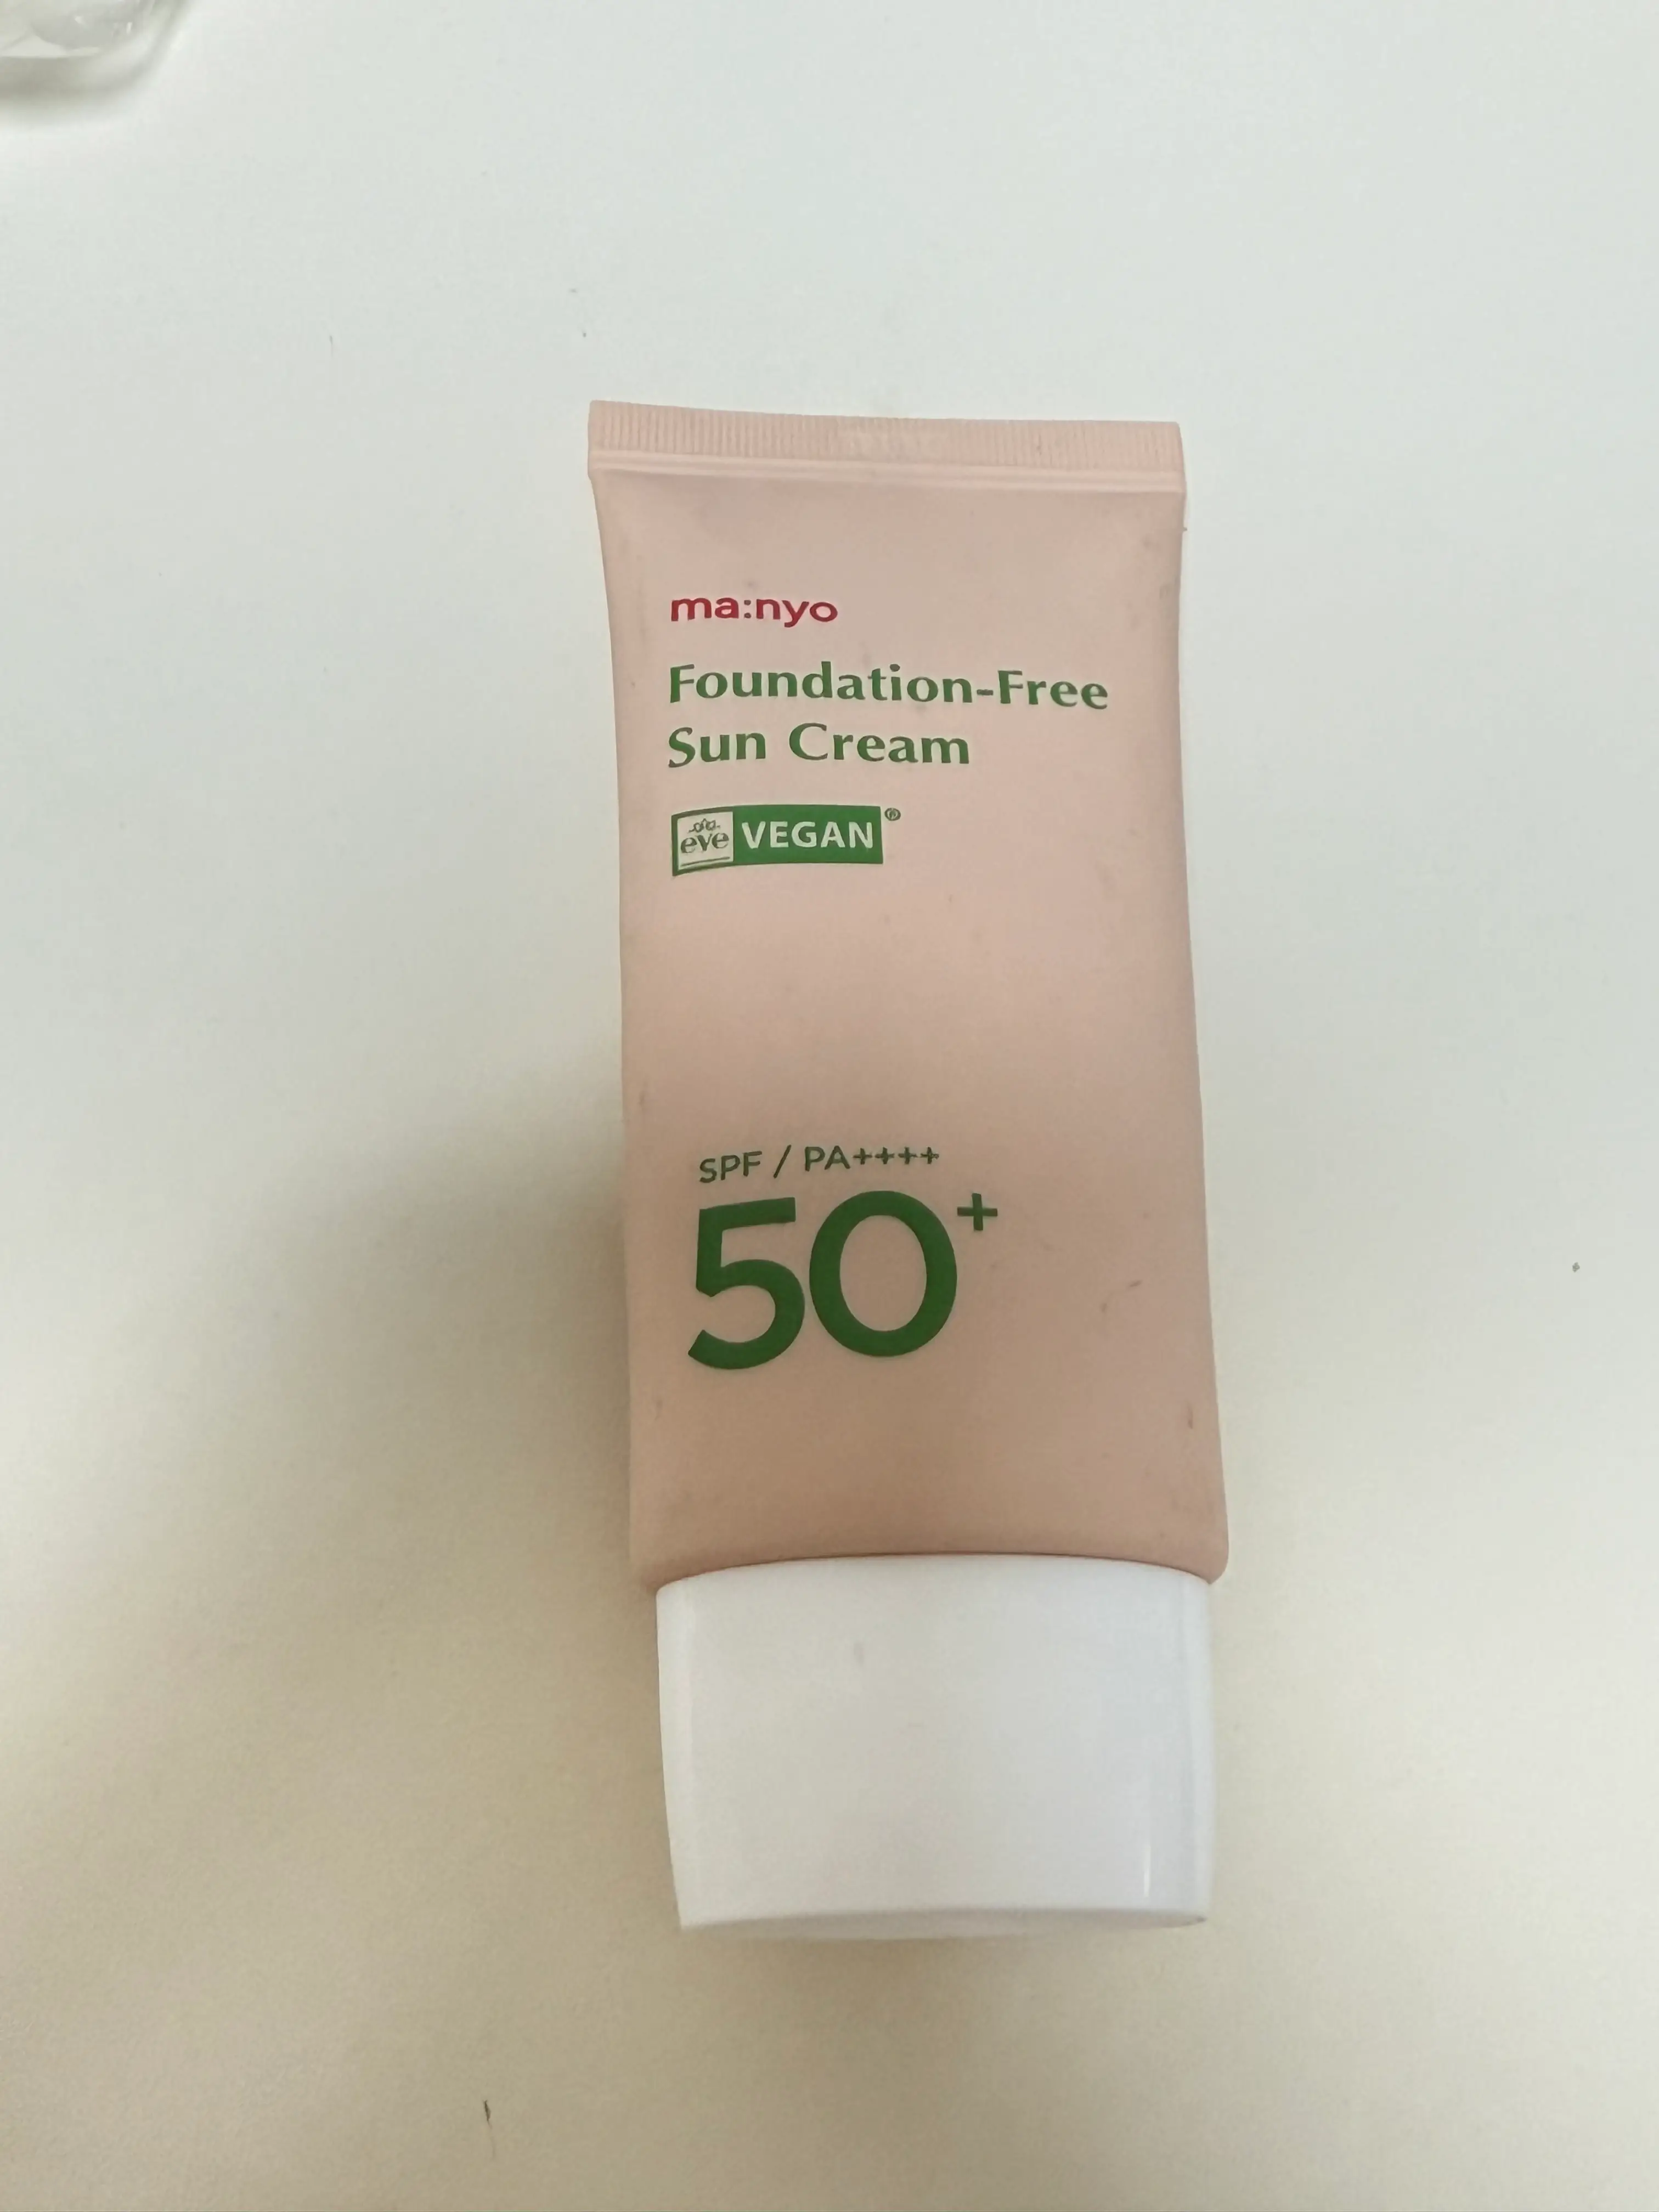 ma:nyo
Foundation-Free
Sun Cream
eve VEGAN®
SPF / PA++++
50+